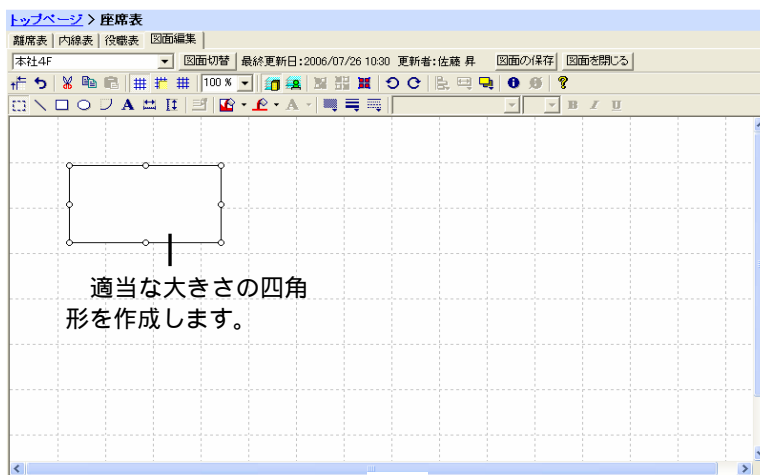 トップページ > 座席表
離席表 | 内線表 | 役職表 | 図面編集 |
本社4F 図面切替 最終更新日:2006/07/26 10:30 更新者:佐藤 昇 図面の保存 図面を閉じる
100 %
A A B I U
適当な大きさの四角
形を作成します。